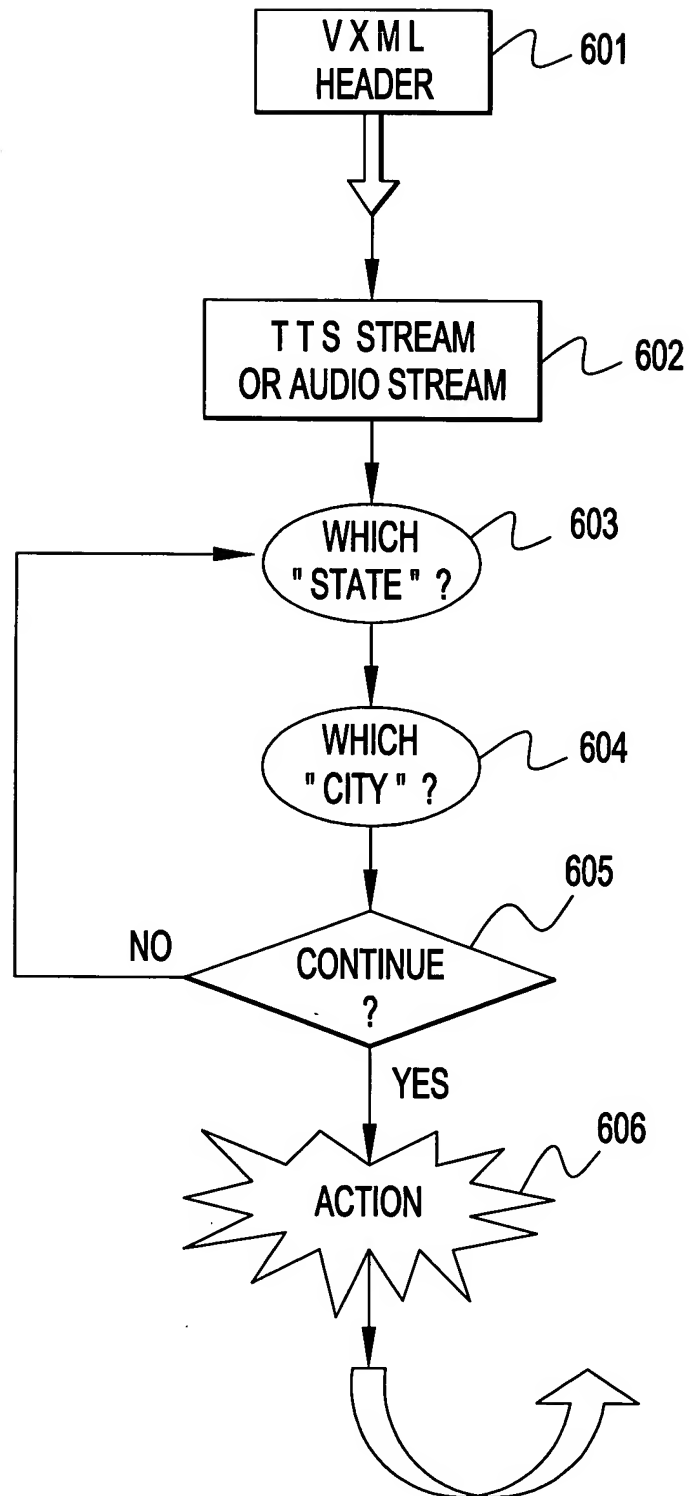 VXML
HEADER
601
TTS STREAM
OR AUDIO STREAM
602
WHICH
"STATE" ?
603
WHICH
"CITY" ?
604
605
NO
CONTINUE
?
YES
606
ACTION